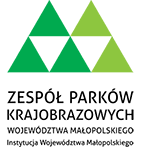 ZESPÓŁ PARKÓW
KRAJOBRAZOWYCH
WOJEWÓDZTWA MAŁOPOLSKIEGO
Instytucja Województwa Małopolskiego